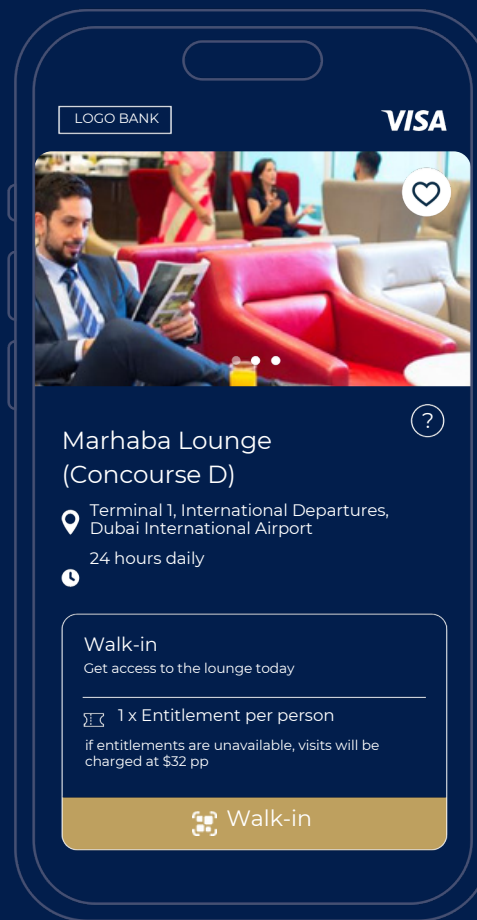 LOGO BANK
VISA
?
Marhaba Lounge
(Concourse D)
Terminal 1, International Departures,
Dubai International Airport
24 hours daily
Walk-in
Get access to the lounge today
1 x Entitlement per person
if entitlements are unavailable, visits will be
charged at $32 pp
Walk-in